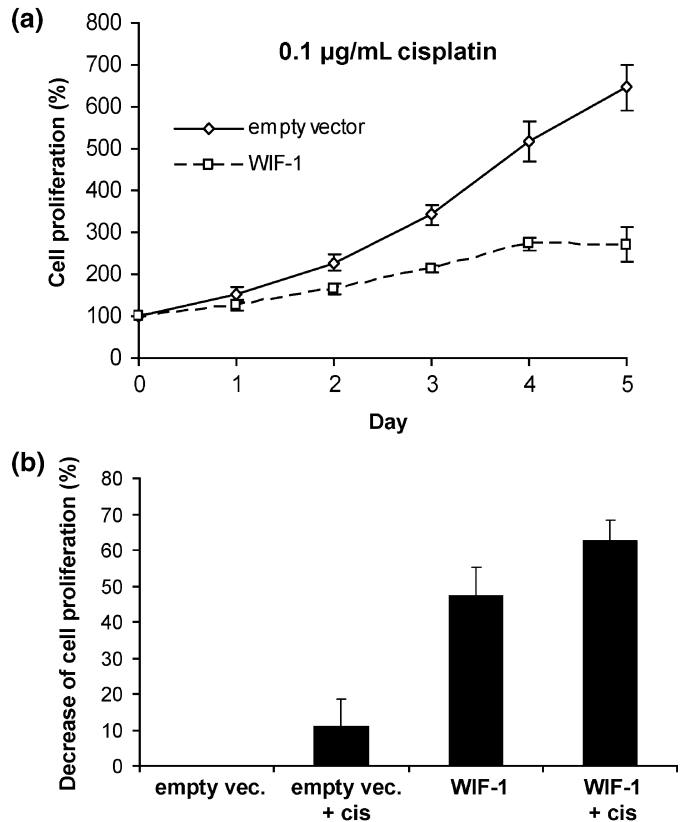 (a)
800
700
600
500
400
300
200
100
0
Cell proliferation (%)
0.1 µg/mL cisplatin
empty vector
WIF-1
0 1 2 3 4 5
Day
(b)
80
70
60
50
40
30
20
10
0
Decrease of cell proliferation (%)
empty vec. empty vec. WIF-1 WIF-1
+ cis + cis